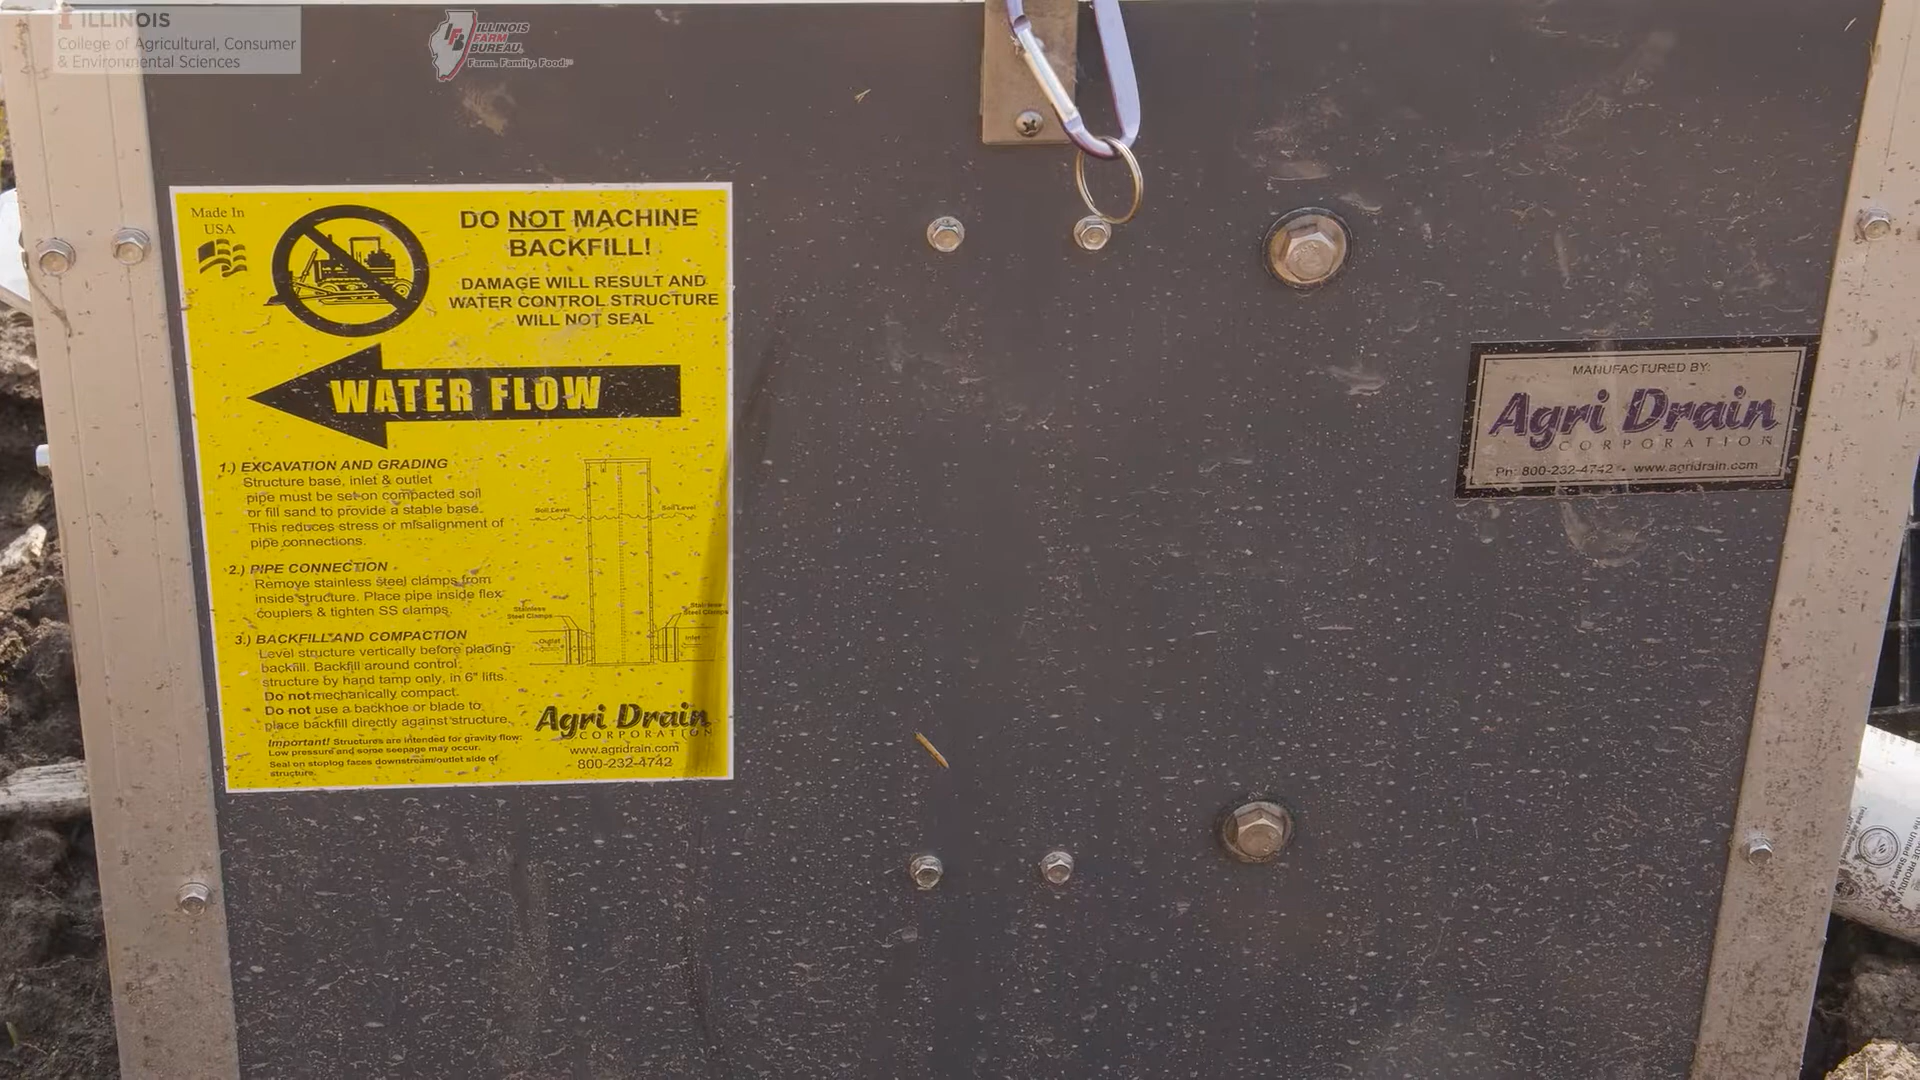 ILLINOIS
College of Agricultural, Consumer
& Environmental Sciences
ILLINOIS
FARM
BUREAU
Farm. Family. Food.
Made In
USA
DO NOT MACHINE
BACKFILL!
DAMAGE WILL RESULT AND
WATER CONTROL STRUCTURE
WILL NOT SEAL
WATER FLOW
1.) EXCAVATION AND GRADING
Structure base, inlet & outlet
pipe must be set on compacted soil
or fill sand to provide a stable base.
This reduces stress or misalignment of
pipe connections.
2.) PIPE CONNECTION
Remove stainless steel clamps from
inside structure. Place pipe inside flex
couplers & tighten SS clamps.
3.) BACKFILL AND COMPACTION
Level structure vertically before placing
backfill. Backfill around control
structure by hand tamp only, in 6" lifts.
Do not mechanically compact.
Do not use a backhoe or blade to
place backfill directly against structure.
Important! Structures are intended for gravity flow:
Low pressure and some seepage may occur.
Seal on stoplog faces downstream/outlet side of
structure.
Soil Level
Soil Level
Stainless
Steel Clamps
Stainless
Steel Clamps
Outlet
Inlet
Agri Drain
CORPORATION
www.agridrain.com
800-232-4742
MANUFACTURED BY:
Agri Drain
CORPORATION
Ph: 800-232-4742 • www.agridrain.com
PROUDLY
the United States of